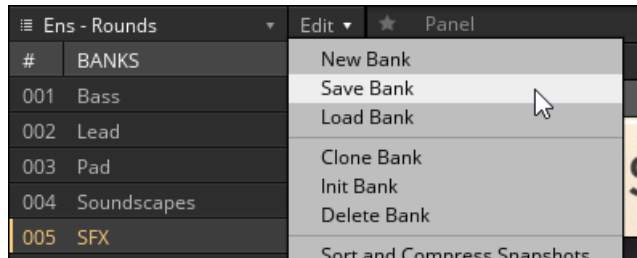 Ens - Rounds
Edit
Panel
# BANKS
001 Bass
002 Lead
003 Pad
004 Soundscapes
005 SFX
New Bank
Save Bank
Load Bank
Clone Bank
Init Bank
Delete Bank
Sort and Compress Snapshots